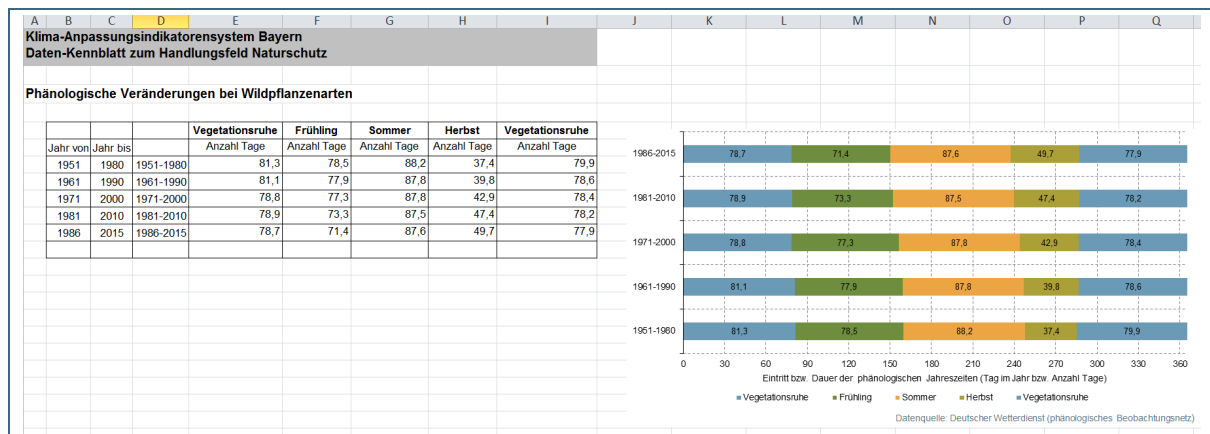 A B C D E F G H I J K L M N O P Q
Klima-Anpassungsindikatorensystem Bayern
Daten-Kennblatt zum Handlungsfeld Naturschutz
Phänologische Veränderungen bei Wildpflanzenarten
Vegetationsruhe Frühling Sommer Herbst Vegetationsruhe
Jahr von Jahr bis Anzahl Tage Anzahl Tage Anzahl Tage Anzahl Tage Anzahl Tage
1951 1980 1951-1980 81,3 78,5 88,2 37,4 79,9
1961 1990 1961-1990 81,1 77,9 87,8 39,8 78,6
1971 2000 1971-2000 78,8 77,3 87,8 42,9 78,4
1981 2010 1981-2010 78,9 73,3 87,5 47,4 78,2
1986 2015 1986-2015 78,7 71,4 87,6 49,7 77,9
1986-2015 78,7 71,4 87,6 49,7 77,9
1981-2010 78,9 73,3 87,5 47,4 78,2
1971-2000 78,8 77,3 87,8 42,9 78,4
1961-1990 81,1 77,9 87,8 39,8 78,6
1951-1980 81,3 78,5 88,2 37,4 79,9
0 30 60 90 120 150 180 210 240 270 300 330 360
Eintritt bzw. Dauer der phänologischen Jahreszeiten (Tag im Jahr bzw. Anzahl Tage)
Vegetationsruhe Frühling Sommer Herbst Vegetationsruhe
Datenquelle: Deutscher Wetterdienst (phänologisches Beobachtungsnetz)